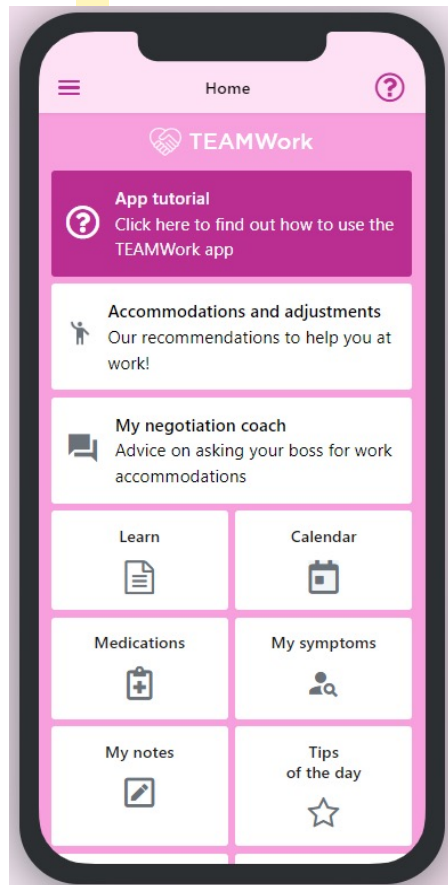 Home
TEAMWork
App tutorial
Click here to find out how to use the
TEAMWork app
Accommodations and adjustments
Our recommendations to help you at
work!
My negotiation coach
Advice on asking your boss for work
accommodations
Learn
Calendar
Medications
My symptoms
My notes
Tips
of the day